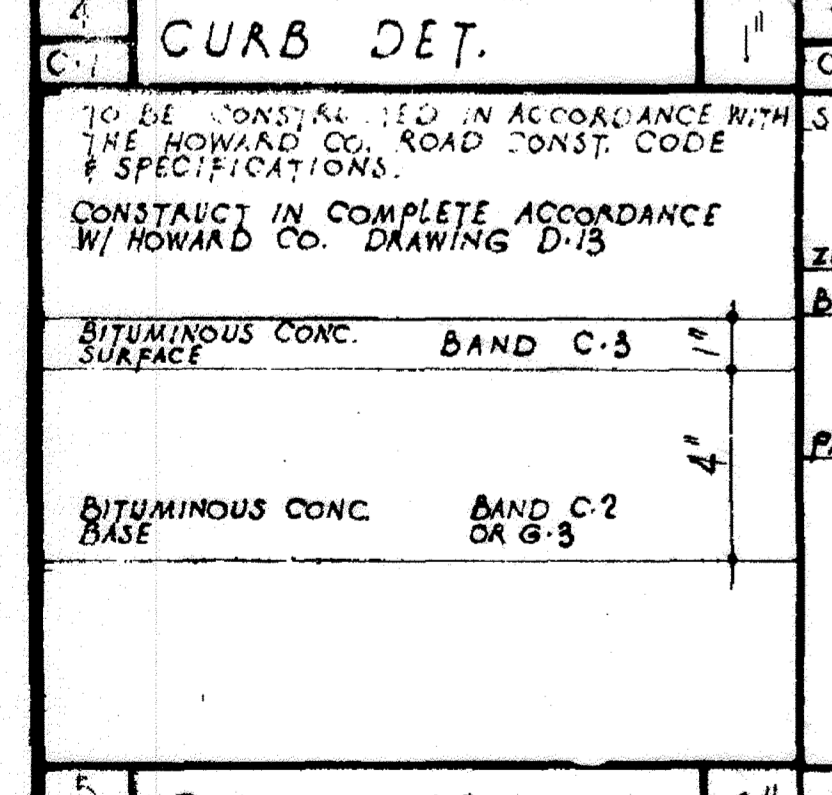 4
C·1
CURB DET.
1"
TO BE CONSTRUCTED IN ACCORDANCE WITH
THE HOWARD CO. ROAD CONST. CODE
& SPECIFICATIONS.
CONSTRUCT IN COMPLETE ACCORDANCE
W/ HOWARD CO. DRAWING D·13
BITUMINOUS CONC.
SURFACE
BAND C·3
1"
4"
BITUMINOUS CONC.
BASE
BAND C·2
OR G·3
5